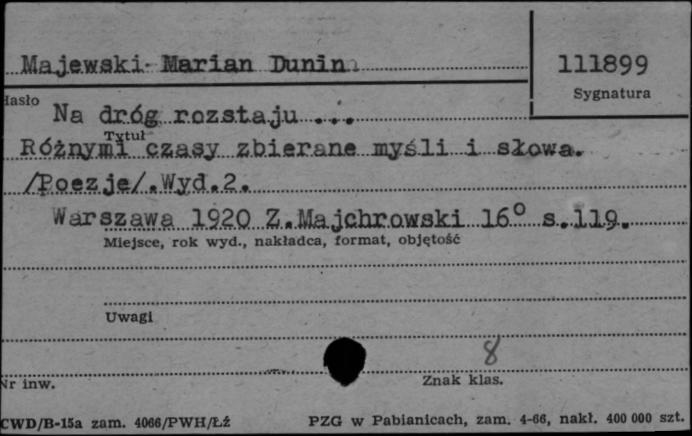 Majewski Marian Dunin
111899
Hasło
Sygnatura
Na dróg rozstaju ...
Tytuł
Różnymi czasy zbierane myśli i słowa.
/Poezje/.Wyd.2.
Warszawa 1920 Z.Majchrowski 16° s.119.
Miejsce, rok wyd., nakładca, format, objętość
Uwagi
8
Nr inw.
Znak klas.
CWD/B-15a zam. 4066/PWH/Łź
PZG w Pabianicach, zam. 4-66, nakł. 400 000 szt.